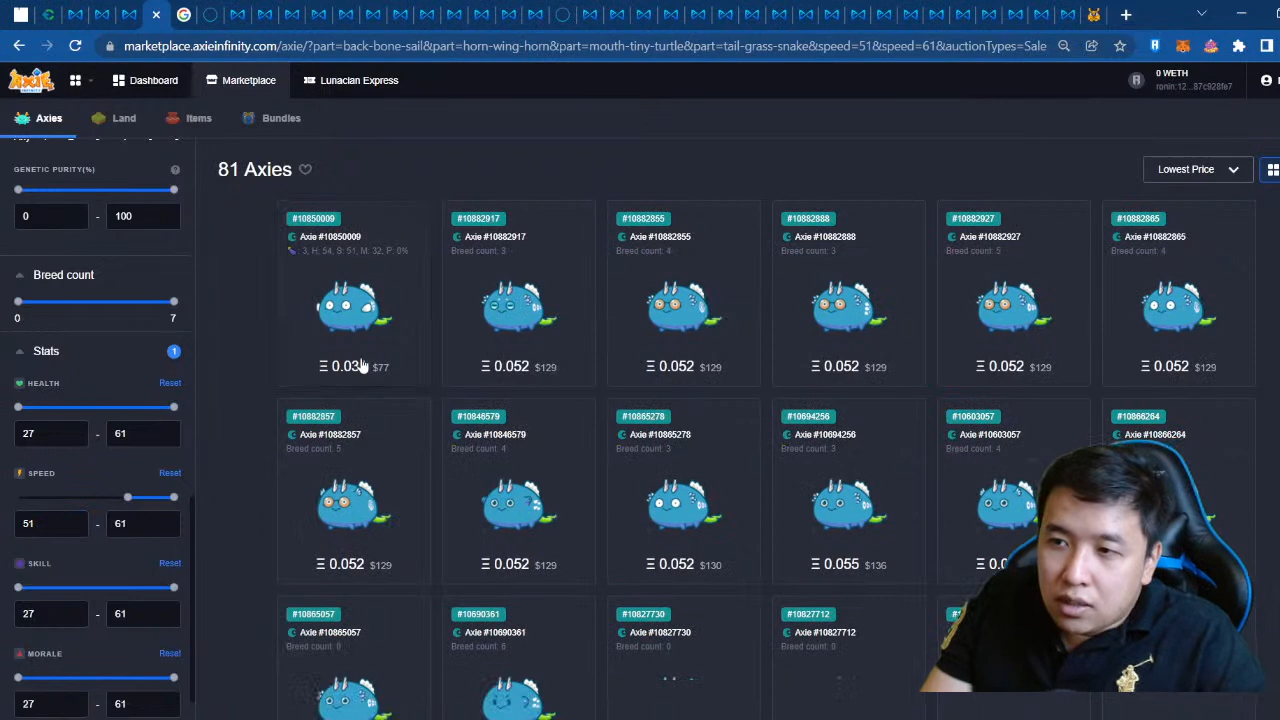 marketplace.axieinfinity.com/axie/?part=back-bone-sail&part=horn-wing-horn&part=mouth-tiny-turtle&part=tail-grass-snake&speed=51&speed=61&auctionTypes=Sale
Dashboard
Marketplace
Lunacian Express
0 WETH
ronin:12...87c928fe7
Axies
Land
Items
Bundles
GENETIC PURITY(%)
0 - 100
Breed count
0 7
Stats 1
HEALTH Reset
27 - 61
SPEED Reset
51 - 61
SKILL Reset
27 - 61
MORALE Reset
27 - 61
81 Axies
Lowest Price
#10850009
Axie #10850009
: 3, H: 54, S: 51, M: 32, P: 0%
$77
#10882917
Axie #10882917
Breed count: 3
Ξ 0.052 $129
#10882855
Axie #10882855
Breed count: 4
Ξ 0.052 $129
#10882888
Axie #10882888
Breed count: 3
Ξ 0.052 $129
#10882927
Axie #10882927
Breed count: 5
Ξ 0.052 $129
#10882865
Axie #10882865
Breed count: 4
Ξ 0.052 $129
#10882857
Axie #10882857
Breed count: 5
Ξ 0.052 $129
#10846579
Axie #10846579
Breed count: 4
Ξ 0.052 $129
#10865278
Axie #10865278
Breed count: 3
Ξ 0.052 $130
#10694256
Axie #10694256
Breed count: 3
Ξ 0.055 $136
#10603057
Axie #10603057
Breed count: 4
#10866264
Axie #10866264
#10865057
Axie #10865057
Breed count: 0
#10690361
Axie #10690361
Breed count: 6
#10827730
Axie #10827730
Breed count: 0
#10827712
Axie #10827712
Breed count: 0